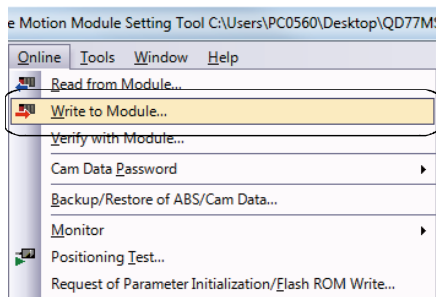 e Motion Module Setting Tool C:\Users\PC0560\Desktop\QD77M
Online Tools Window Help
Read from Module...
Write to Module...
Verify with Module...
Cam Data Password
Backup/Restore of ABS/Cam Data...
Monitor
Positioning Test...
Request of Parameter Initialization/Flash ROM Write...